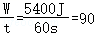 W/t = 5400J/60s = 90